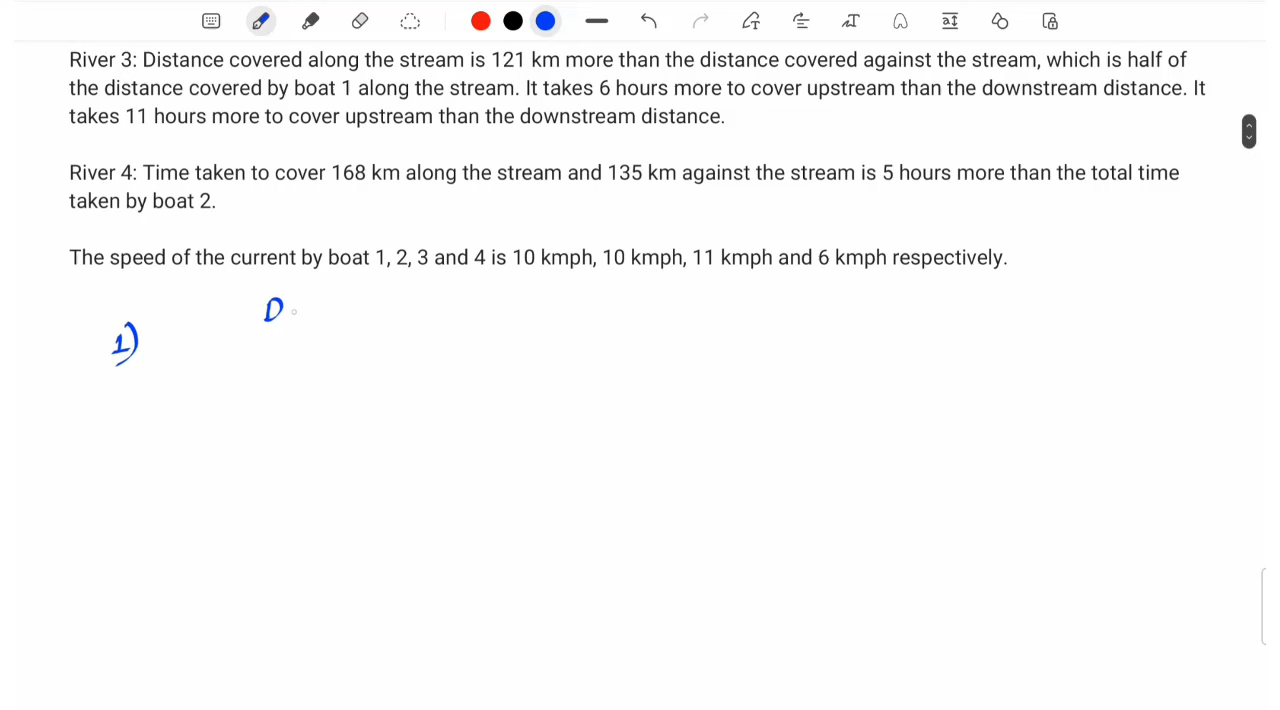 River 3: Distance covered along the stream is 121 km more than the distance covered against the stream, which is half of
the distance covered by boat 1 along the stream. It takes 6 hours more to cover upstream than the downstream distance. It
takes 11 hours more to cover upstream than the downstream distance.
River 4: Time taken to cover 168 km along the stream and 135 km against the stream is 5 hours more than the total time
taken by boat 2.
The speed of the current by boat 1, 2, 3 and 4 is 10 kmph, 10 kmph, 11 kmph and 6 kmph respectively.
D
1)